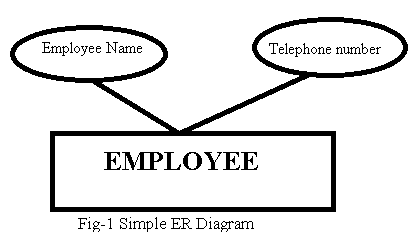 Employee Name
Telephone number
EMPLOYEE
Fig-1 Simple ER Diagram